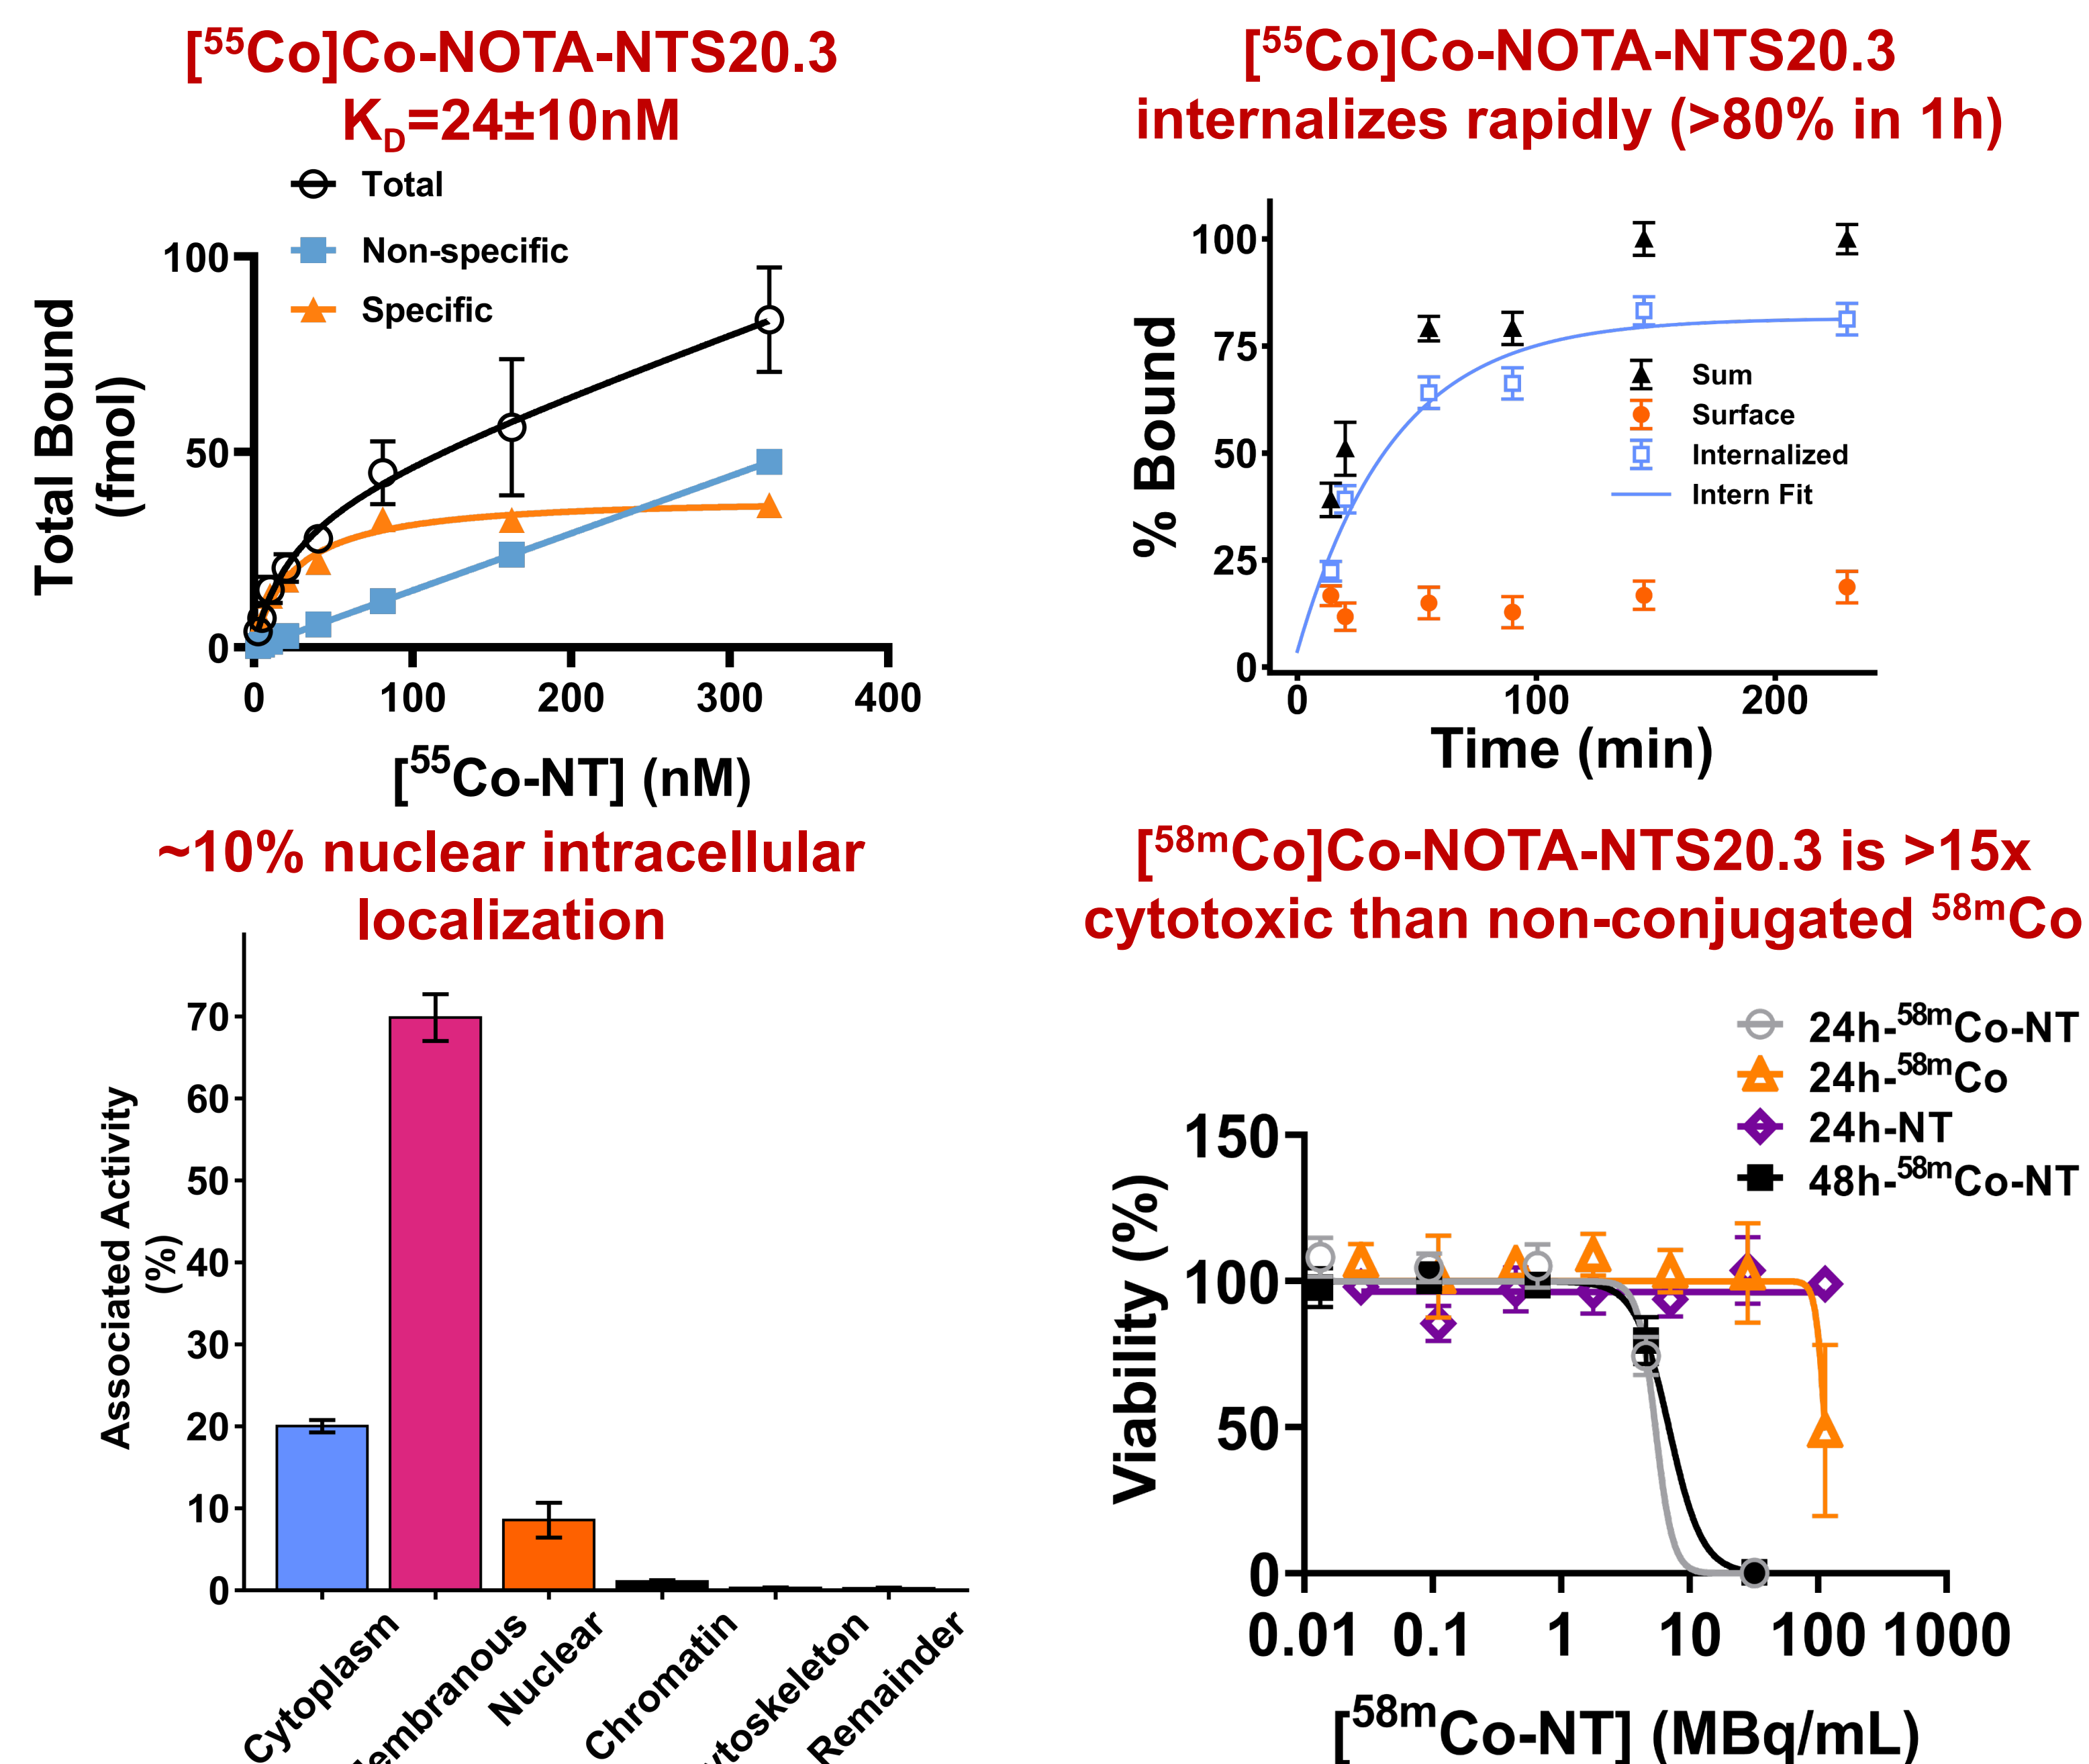 [⁵⁵Co]Co-NOTA-NTS20.3
K_D=24±10nM
Total
Non-specific
Specific
100
50
0
0 100 200 300 400
Total Bound
(fmol)
[⁵⁵Co-NT] (nM)
[⁵⁵Co]Co-NOTA-NTS20.3
internalizes rapidly (>80% in 1h)
100
75
50
25
0
0 100 200
% Bound
Sum
Surface
Internalized
Intern Fit
Time (min)
~10% nuclear intracellular
localization
70
60
50
40
30
20
10
0
Associated Activity
(%)
Cytoplasm
Nuclear
Chromatin
Remainder
[⁵⁸ᵐCo]Co-NOTA-NTS20.3 is >15x
cytotoxic than non-conjugated ⁵⁸ᵐCo
24h-⁵⁸ᵐCo-NT
24h-⁵⁸ᵐCo
24h-NT
48h-⁵⁸ᵐCo-NT
150
100
50
0
0.01 0.1 1 10 100 1000
Viability (%)
[⁵⁸ᵐCo-NT] (MBq/mL)